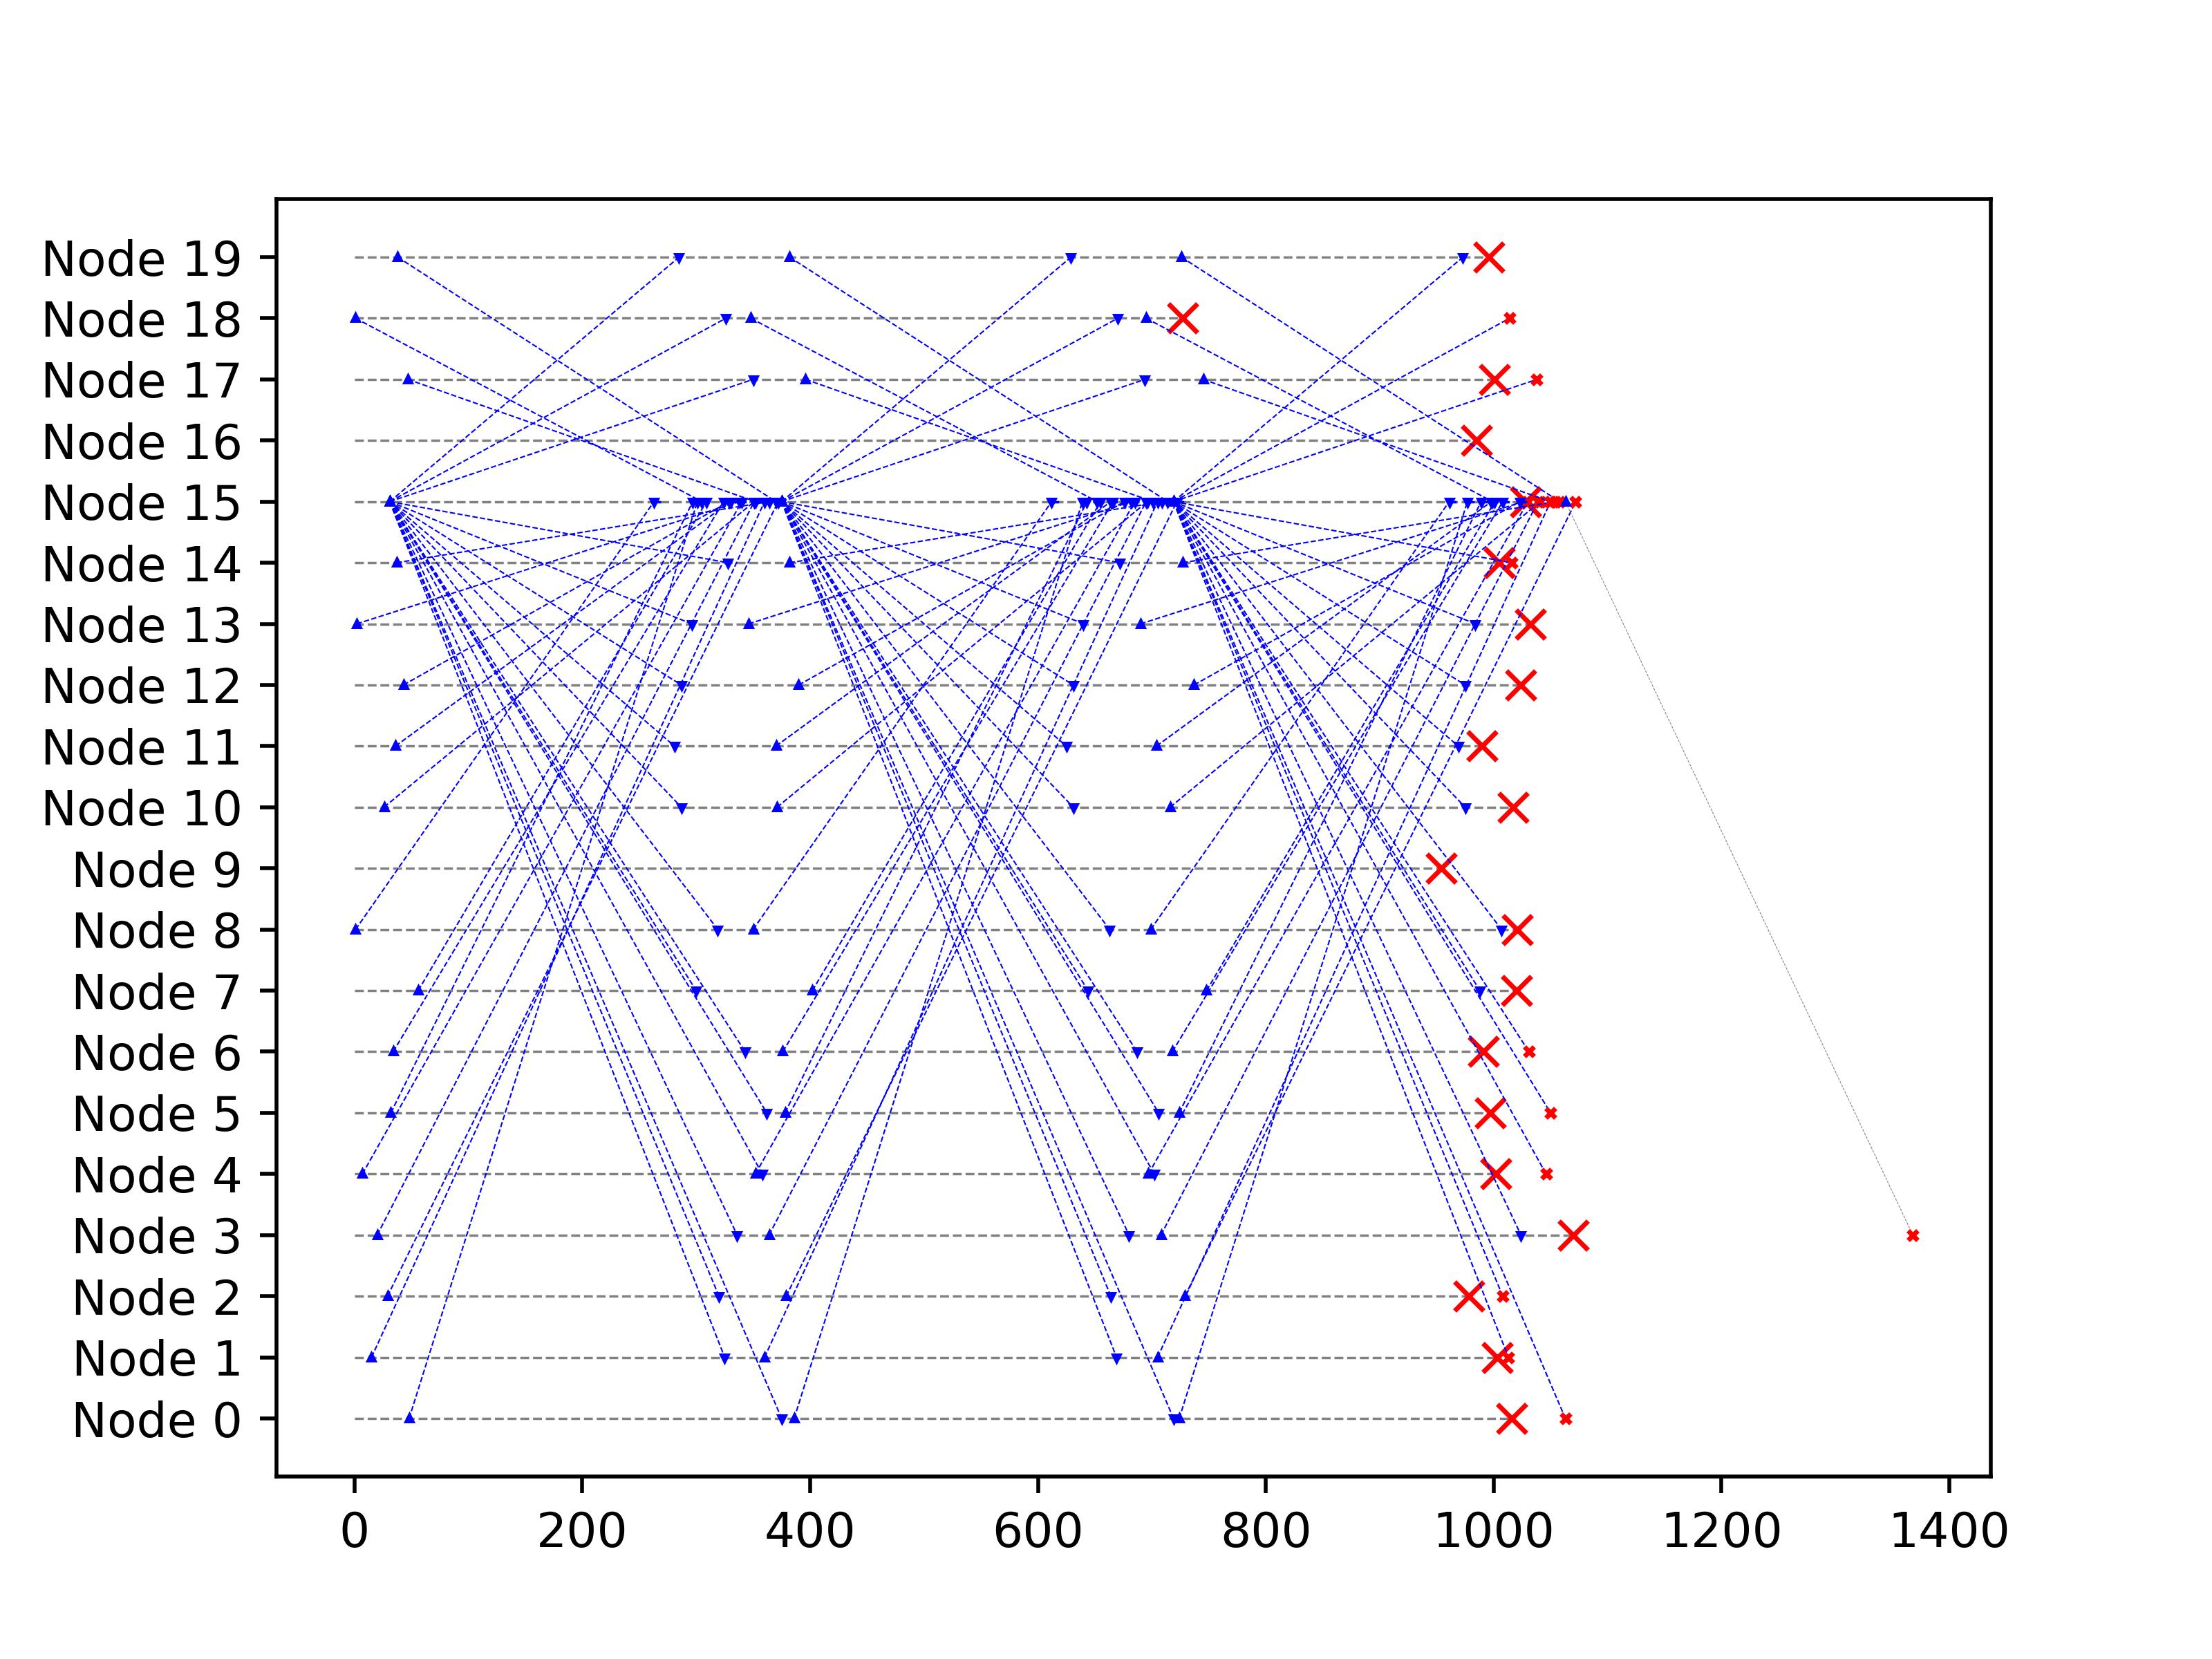 Node 19
Node 18
Node 17
Node 16
Node 15
Node 14
Node 13
Node 12
Node 11
Node 10
Node 9
Node 8
Node 7
Node 6
Node 5
Node 4
Node 3
Node 2
Node 1
Node 0
0 200 400 600 800 1000 1200 1400